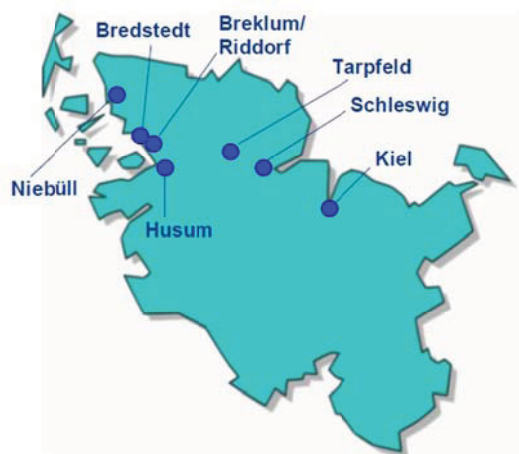 Bredstedt
Breklum/
Riddorf
Tarpfeld
Schleswig
Kiel
Niebüll
Husum